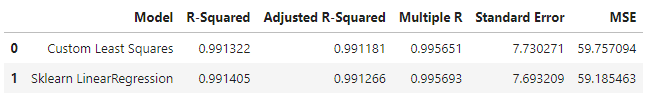 Model R-Squared Adjusted R-Squared Multiple R Standard Error MSE
0 Custom Least Squares 0.991322 0.991181 0.995651 7.730271 59.757094
1 Sklearn LinearRegression 0.991405 0.991266 0.995693 7.693209 59.185463